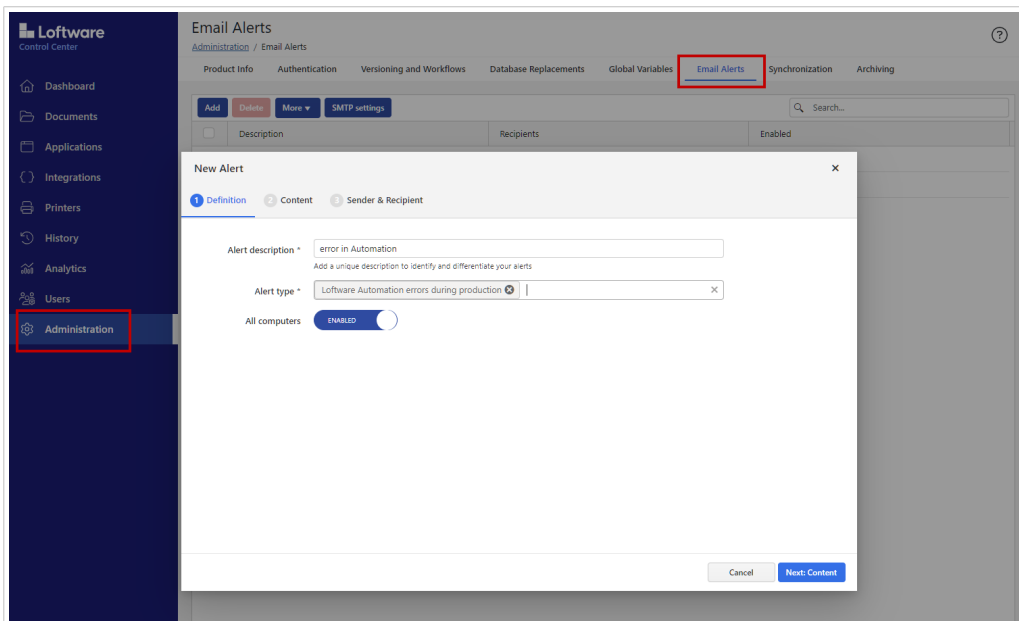 Loftware
Control Center
Dashboard
Documents
Applications
Integrations
Printers
History
Analytics
Users
Administration
Email Alerts
Administration / Email Alerts
Product Info Authentication Versioning and Workflows Database Replacements Global Variables Email Alerts Synchronization Archiving
Add Delete More SMTP settings Search...
Description Recipients Enabled
New Alert
1 Definition 2 Content 3 Sender & Recipient
Alert description * error in Automation
Add a unique description to identify and differentiate your alerts
Alert type * Loftware Automation errors during production
All computers ENABLED
Cancel Next: Content